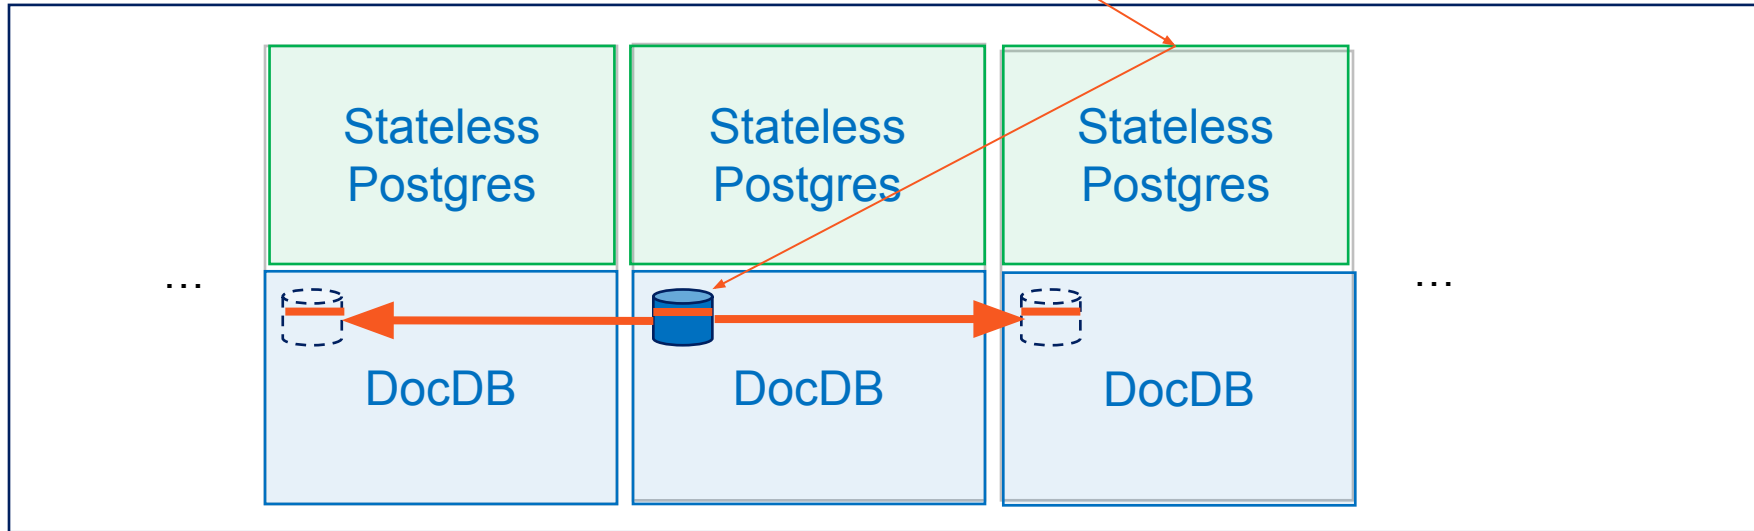 Stateless
Postgres
Stateless
Postgres
Stateless
Postgres
...
...
DocDB
DocDB
DocDB